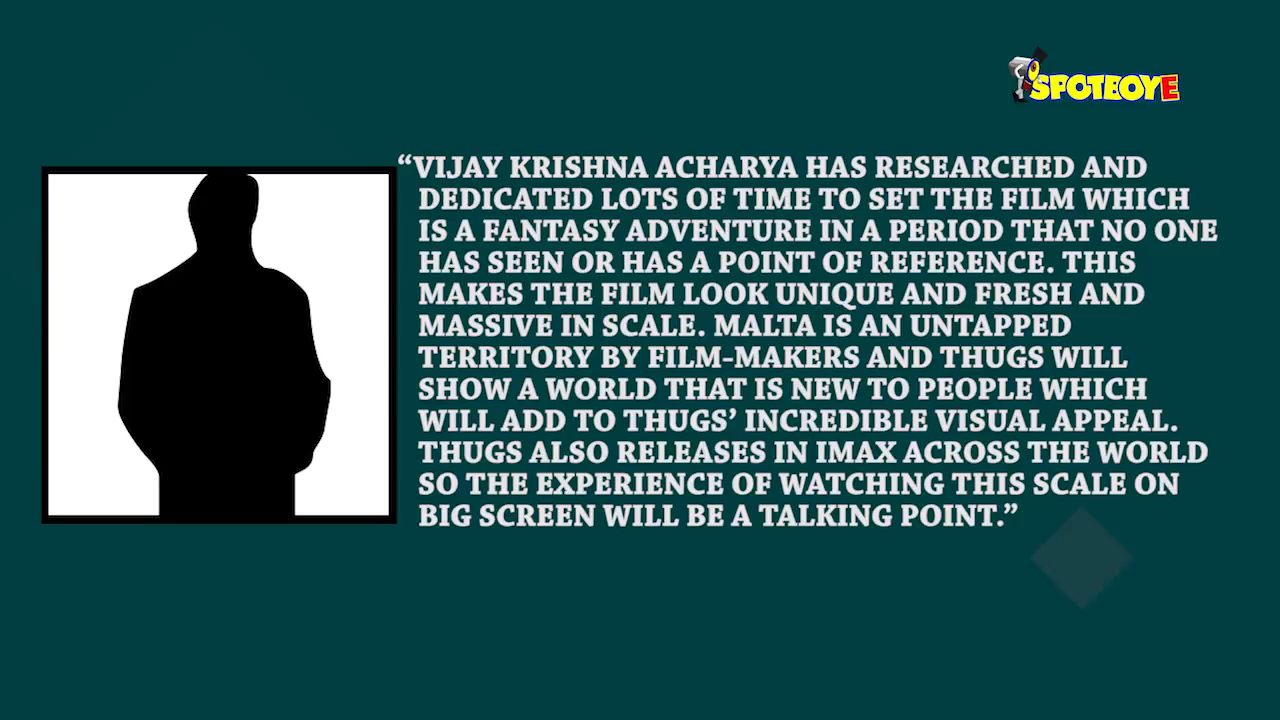 SPOTBOYE
“VIJAY KRISHNA ACHARYA HAS RESEARCHED AND
DEDICATED LOTS OF TIME TO SET THE FILM WHICH
IS A FANTASY ADVENTURE IN A PERIOD THAT NO ONE
HAS SEEN OR HAS A POINT OF REFERENCE. THIS
MAKES THE FILM LOOK UNIQUE AND FRESH AND
MASSIVE IN SCALE. MALTA IS AN UNTAPPED
TERRITORY BY FILM-MAKERS AND THUGS WILL
SHOW A WORLD THAT IS NEW TO PEOPLE WHICH
WILL ADD TO THUGS’ INCREDIBLE VISUAL APPEAL.
THUGS ALSO RELEASES IN IMAX ACROSS THE WORLD
SO THE EXPERIENCE OF WATCHING THIS SCALE ON
BIG SCREEN WILL BE A TALKING POINT.”